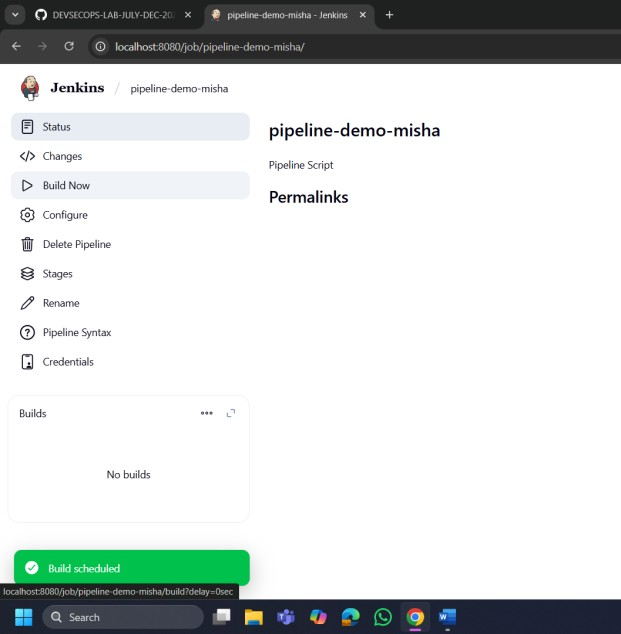 DEVSECOPS-LAB-JULY-DEC-20
pipeline-demo-misha - Jenkins
localhost:8080/job/pipeline-demo-misha/
Jenkins / pipeline-demo-misha
Status
Changes
Build Now
Configure
Delete Pipeline
Stages
Rename
Pipeline Syntax
Credentials
pipeline-demo-misha
Pipeline Script
Permalinks
Builds
No builds
Build scheduled
localhost:8080/job/pipeline-demo-misha/build?delay=0sec
Search